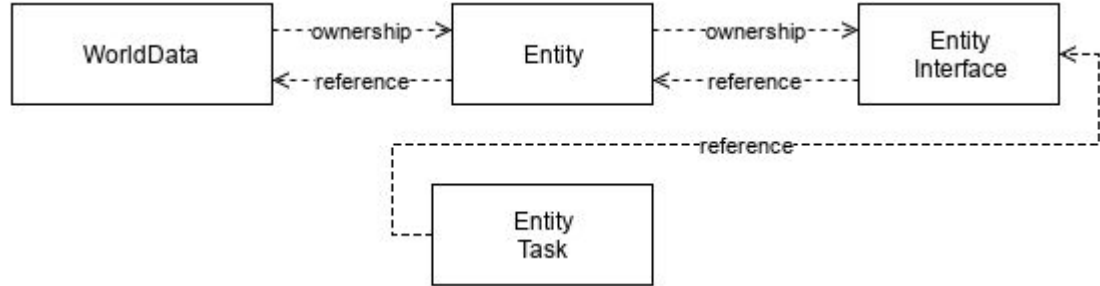 ownership
ownership
WorldData
Entity
Entity
Interface
reference
reference
reference
Entity
Task